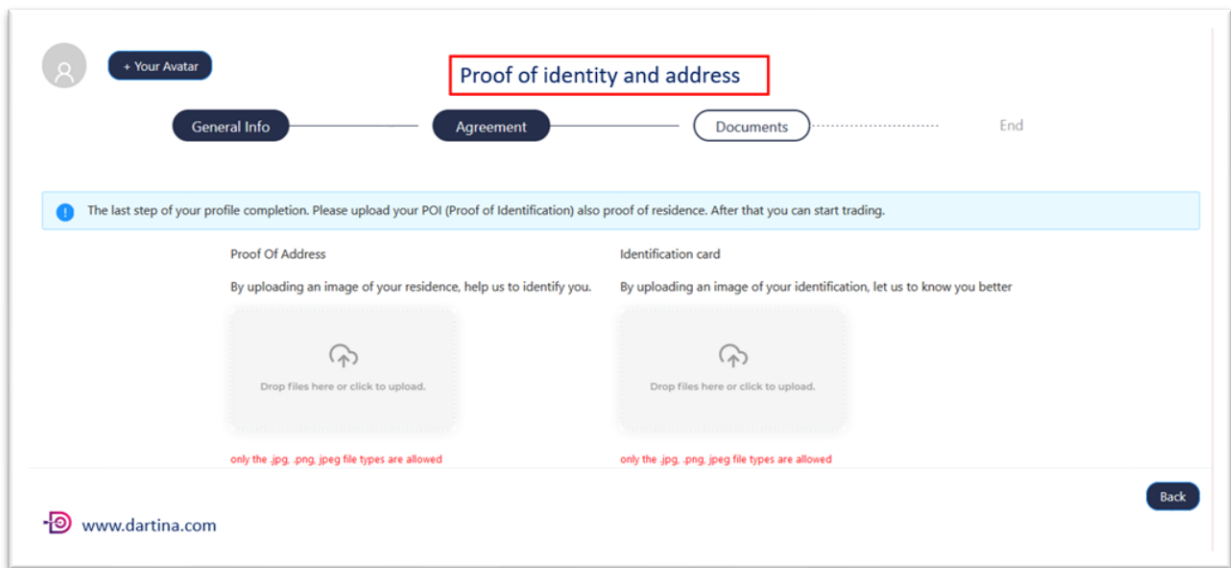 + Your Avatar
Proof of identity and address
General Info
Agreement
Documents
End
The last step of your profile completion. Please upload your POI (Proof of Identification) also proof of residence. After that you can start trading.
Proof Of Address
Identification card
By uploading an image of your residence, help us to identify you.
By uploading an image of your identification, let us to know you better
Drop files here or click to upload.
Drop files here or click to upload.
only the .jpg, .png, jpeg file types are allowed
only the .jpg, .png, jpeg file types are allowed
Back
www.dartina.com